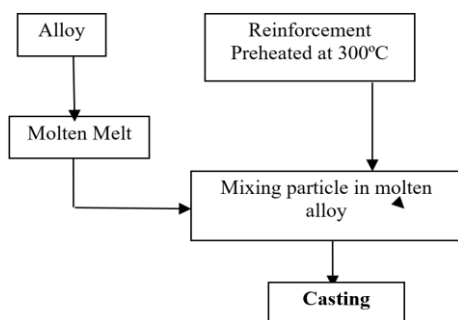 Alloy
Reinforcement
Preheated at 300ºC
Molten Melt
Mixing particle in molten
alloy
Casting